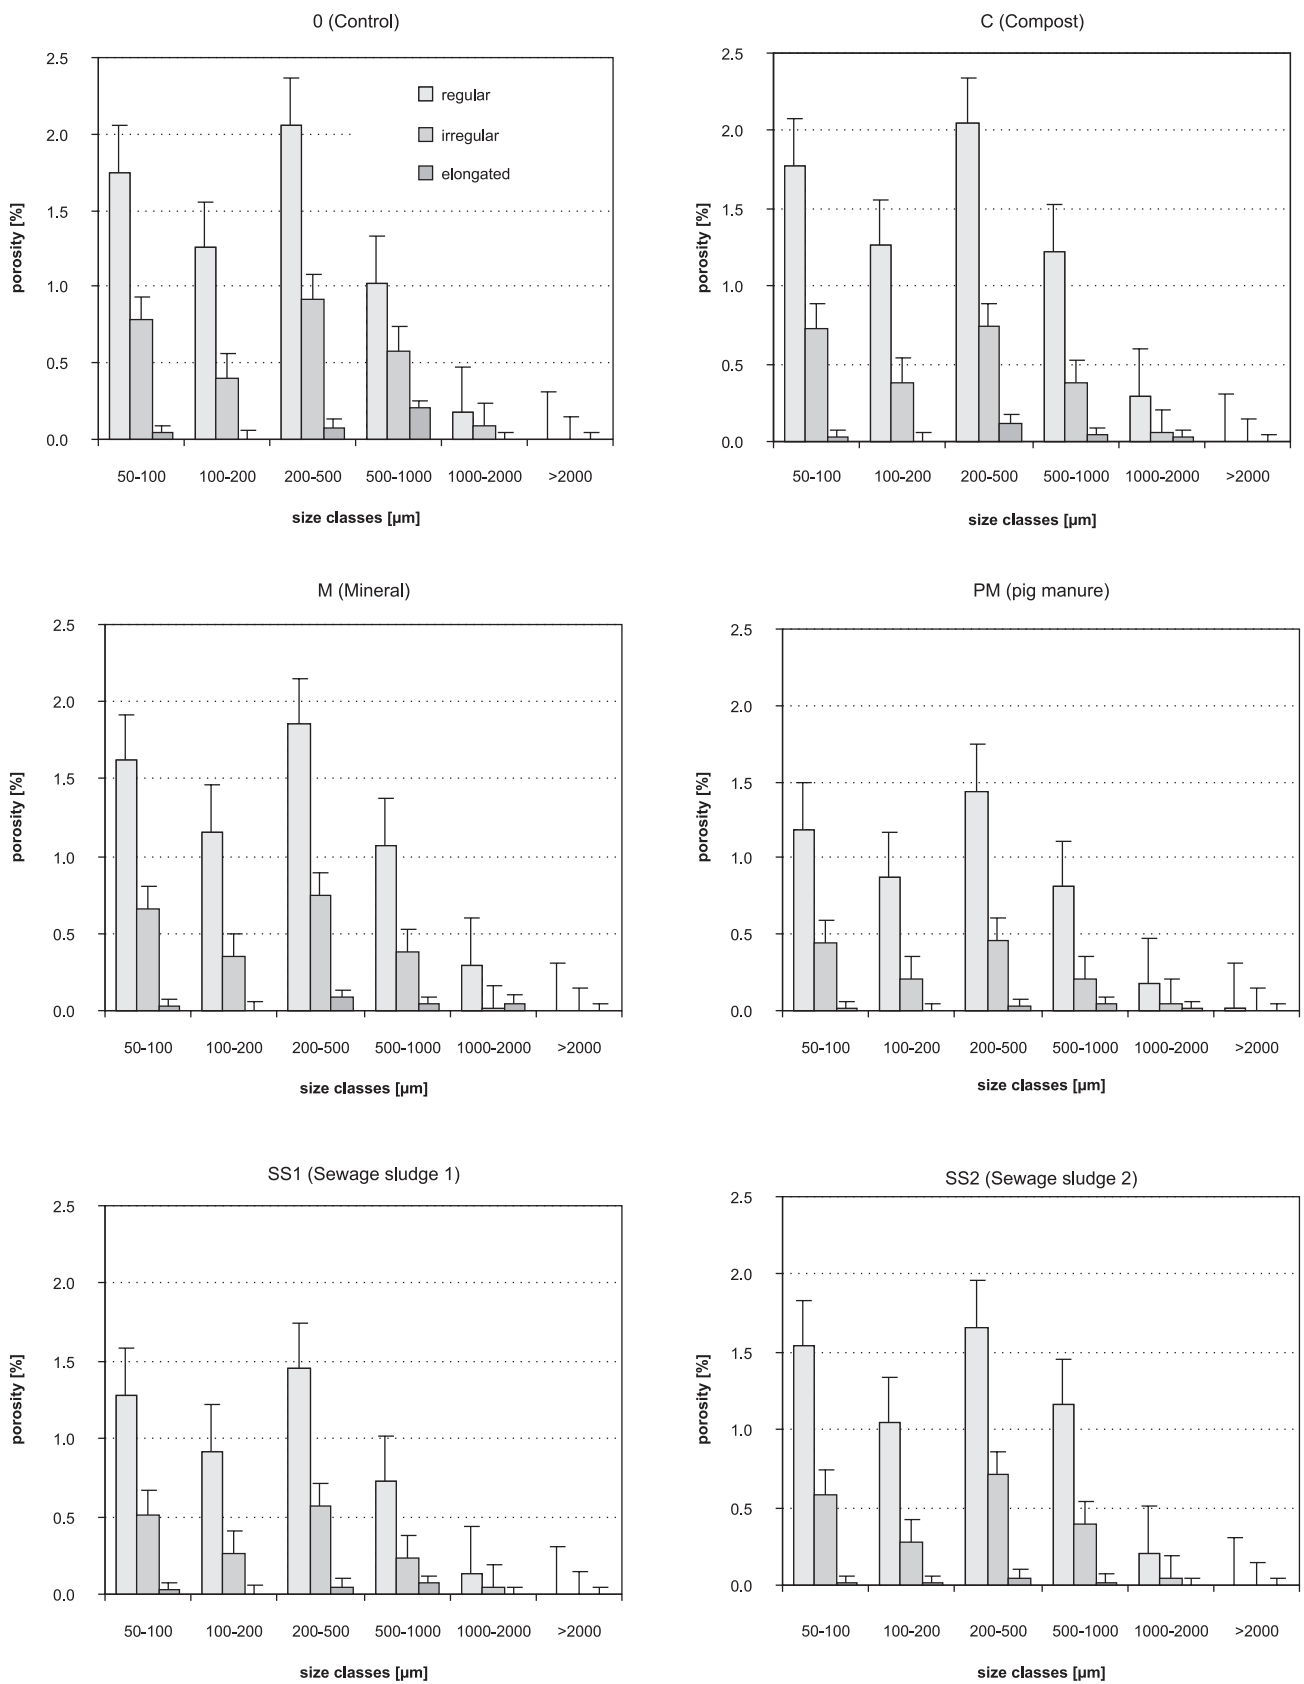 0 (Control)
2.5
2.0
1.5
1.0
0.5
0.0
porosity [%]
regular
irregular
elongated
50-100 100-200 200-500 500-1000 1000-2000 >2000
size classes [µm]
C (Compost)
2.5
2.0
1.5
1.0
0.5
0.0
porosity [%]
50-100 100-200 200-500 500-1000 1000-2000 >2000
size classes [µm]
M (Mineral)
2.5
2.0
1.5
1.0
0.5
0.0
porosity [%]
50-100 100-200 200-500 500-1000 1000-2000 >2000
size classes [µm]
PM (pig manure)
2.5
2.0
1.5
1.0
0.5
0.0
porosity [%]
50-100 100-200 200-500 500-1000 1000-2000 >2000
size classes [µm]
SS1 (Sewage sludge 1)
2.5
2.0
1.5
1.0
0.5
0.0
porosity [%]
50-100 100-200 200-500 500-1000 1000-2000 >2000
size classes [µm]
SS2 (Sewage sludge 2)
2.5
2.0
1.5
1.0
0.5
0.0
porosity [%]
50-100 100-200 200-500 500-1000 1000-2000 >2000
size classes [µm]